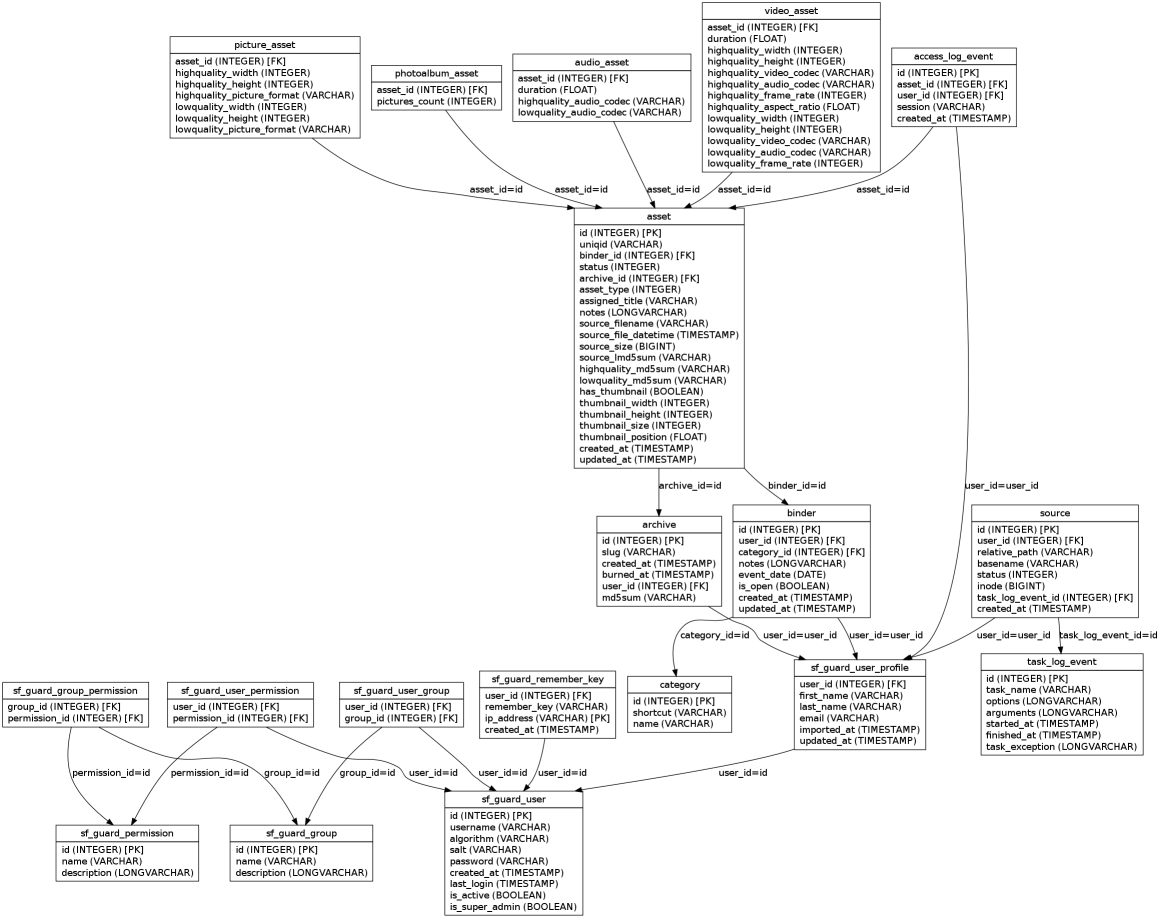 video_asset
asset_id (INTEGER) [FK]
duration (FLOAT)
highquality_width (INTEGER)
highquality_height (INTEGER)
highquality_video_codec (VARCHAR)
highquality_audio_codec (VARCHAR)
highquality_frame_rate (INTEGER)
highquality_aspect_ratio (FLOAT)
lowquality_width (INTEGER)
lowquality_height (INTEGER)
lowquality_video_codec (VARCHAR)
lowquality_audio_codec (VARCHAR)
lowquality_frame_rate (INTEGER)
picture_asset
asset_id (INTEGER) [FK]
highquality_width (INTEGER)
highquality_height (INTEGER)
highquality_picture_format (VARCHAR)
lowquality_width (INTEGER)
lowquality_height (INTEGER)
lowquality_picture_format (VARCHAR)
photoalbum_asset
asset_id (INTEGER) [FK]
pictures_count (INTEGER)
audio_asset
asset_id (INTEGER) [FK]
duration (FLOAT)
highquality_audio_codec (VARCHAR)
lowquality_audio_codec (VARCHAR)
access_log_event
id (INTEGER) [PK]
asset_id (INTEGER) [FK]
user_id (INTEGER) [FK]
session (VARCHAR)
created_at (TIMESTAMP)
asset_id=id
asset_id=id
asset_id=id
asset_id=id
asset_id=id
asset
id (INTEGER) [PK]
uniqid (VARCHAR)
binder_id (INTEGER) [FK]
status (INTEGER)
archive_id (INTEGER) [FK]
asset_type (INTEGER)
assigned_title (VARCHAR)
notes (LONGVARCHAR)
source_filename (VARCHAR)
source_file_datetime (TIMESTAMP)
source_size (BIGINT)
source_lmd5sum (VARCHAR)
highquality_md5sum (VARCHAR)
lowquality_md5sum (VARCHAR)
has_thumbnail (BOOLEAN)
thumbnail_width (INTEGER)
thumbnail_height (INTEGER)
thumbnail_size (INTEGER)
thumbnail_position (FLOAT)
created_at (TIMESTAMP)
updated_at (TIMESTAMP)
archive_id=id
binder_id=id
user_id=user_id
archive
id (INTEGER) [PK]
slug (VARCHAR)
created_at (TIMESTAMP)
burned_at (TIMESTAMP)
user_id (INTEGER) [FK]
md5sum (VARCHAR)
binder
id (INTEGER) [PK]
user_id (INTEGER) [FK]
category_id (INTEGER) [FK]
notes (LONGVARCHAR)
event_date (DATE)
is_open (BOOLEAN)
created_at (TIMESTAMP)
updated_at (TIMESTAMP)
source
id (INTEGER) [PK]
user_id (INTEGER) [FK]
relative_path (VARCHAR)
basename (VARCHAR)
status (INTEGER)
inode (BIGINT)
task_log_event_id (INTEGER) [FK]
created_at (TIMESTAMP)
category_id=id
user_id=user_id
user_id=user_id
user_id=user_id
task_log_event_id=id
sf_guard_group_permission
group_id (INTEGER) [FK]
permission_id (INTEGER) [FK]
sf_guard_user_permission
user_id (INTEGER) [FK]
permission_id (INTEGER) [FK]
sf_guard_user_group
user_id (INTEGER) [FK]
group_id (INTEGER) [FK]
sf_guard_remember_key
user_id (INTEGER) [FK]
remember_key (VARCHAR)
ip_address (VARCHAR) [PK]
created_at (TIMESTAMP)
category
id (INTEGER) [PK]
shortcut (VARCHAR)
name (VARCHAR)
sf_guard_user_profile
user_id (INTEGER) [FK]
first_name (VARCHAR)
last_name (VARCHAR)
email (VARCHAR)
imported_at (TIMESTAMP)
updated_at (TIMESTAMP)
task_log_event
id (INTEGER) [PK]
task_name (VARCHAR)
options (LONGVARCHAR)
arguments (LONGVARCHAR)
started_at (TIMESTAMP)
finished_at (TIMESTAMP)
task_exception (LONGVARCHAR)
permission_id=id
permission_id=id
group_id=id
group_id=id
user_id=id
user_id=id
user_id=id
user_id=id
sf_guard_permission
id (INTEGER) [PK]
name (VARCHAR)
description (LONGVARCHAR)
sf_guard_group
id (INTEGER) [PK]
name (VARCHAR)
description (LONGVARCHAR)
sf_guard_user
id (INTEGER) [PK]
username (VARCHAR)
algorithm (VARCHAR)
salt (VARCHAR)
password (VARCHAR)
created_at (TIMESTAMP)
last_login (TIMESTAMP)
is_active (BOOLEAN)
is_super_admin (BOOLEAN)